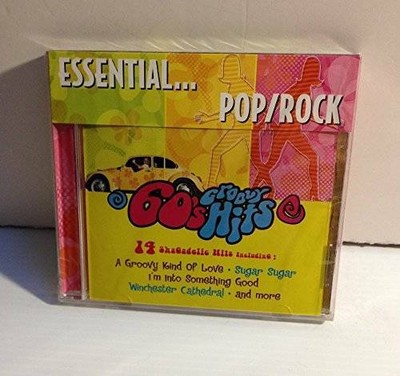 ESSENTIAL...
POP/ROCK
60's Groovy Hits
14 Shagadelic Hits Including:
A Groovy Kind Of Love • Sugar Sugar
I'm Into Something Good
Winchester Cathedral • and more